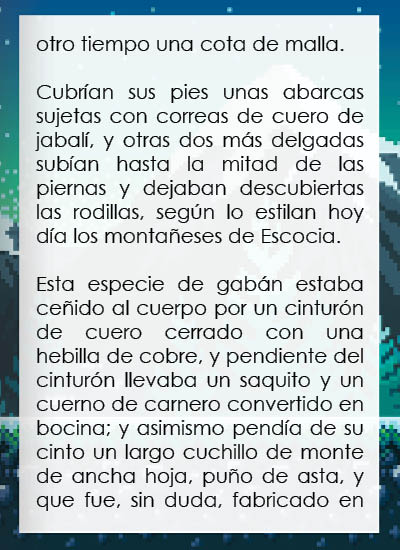 otro tiempo una cota de malla.
Cubrían sus pies unas abarcas
sujetas con correas de cuero de
jabalí, y otras dos más delgadas
subían hasta la mitad de las
piernas y dejaban descubiertas
las rodillas, según lo estilan hoy
día los montañeses de Escocia.
Esta especie de gabán estaba
ceñido al cuerpo por un cinturón
de cuero cerrado con una
hebilla de cobre, y pendiente del
cinturón llevaba un saquito y un
cuerno de carnero convertido en
bocina; y asimismo pendía de su
cinto un largo cuchillo de monte
de ancha hoja, puño de asta, y
que fue, sin duda, fabricado en